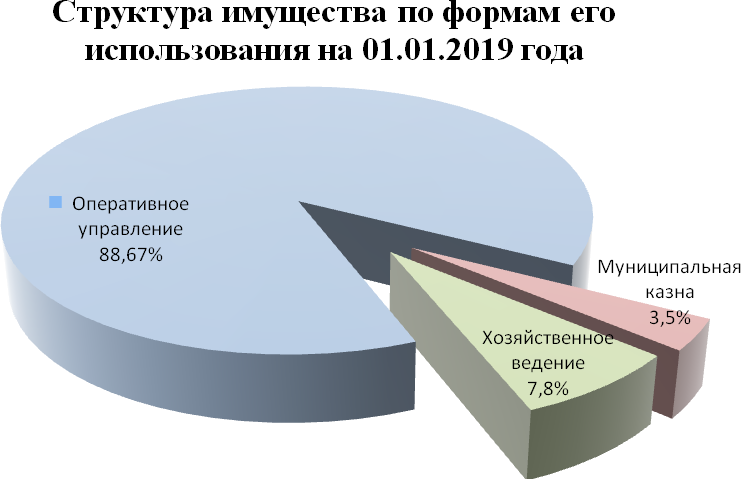 Структура имущества по формам его
использования на 01.01.2019 года
Оперативное
управление
88,67%
Муниципальная
казна
3,5%
Хозяйственное
ведение
7,8%